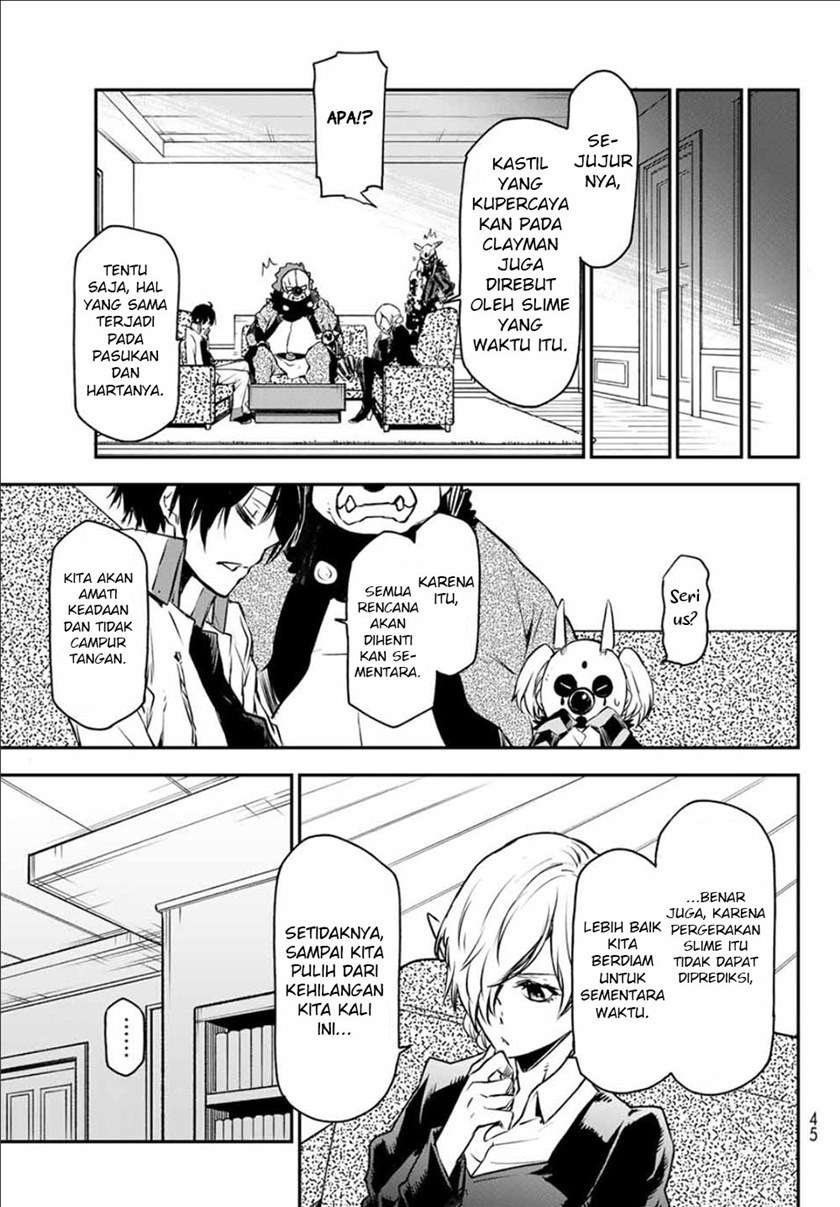 SE-
JUJUR
NYA,
KASTIL
YANG
KUPERCAYA
KAN PADA
CLAYMAN
JUGA
DIREBUT
OLEH SLIME
YANG
WAKTU ITU.
APA!?
TENTU
SAJA, HAL
YANG SAMA
TERJADI
PADA
PASUKAN
DAN
HARTANYA.
Seri
us?
KARENA
ITU,
SEMUA
RENCANA
AKAN
DIHENTI
KAN SE-
MENTARA.
KITA AKAN
AMATI
KEADAAN
DAN TIDAK
CAMPUR
TANGAN.
...BENAR
JUGA, KARENA
PERGERAKAN
SLIME ITU
TIDAK DAPAT
DIPREDIKSI,
LEBIH BAIK
KITA
BERDIAM
UNTUK
SEMENTARA
WAKTU.
SETIDAKNYA,
SAMPAI KITA
PULIH DARI
KEHILANGAN
KITA KALI
INI...
......
45